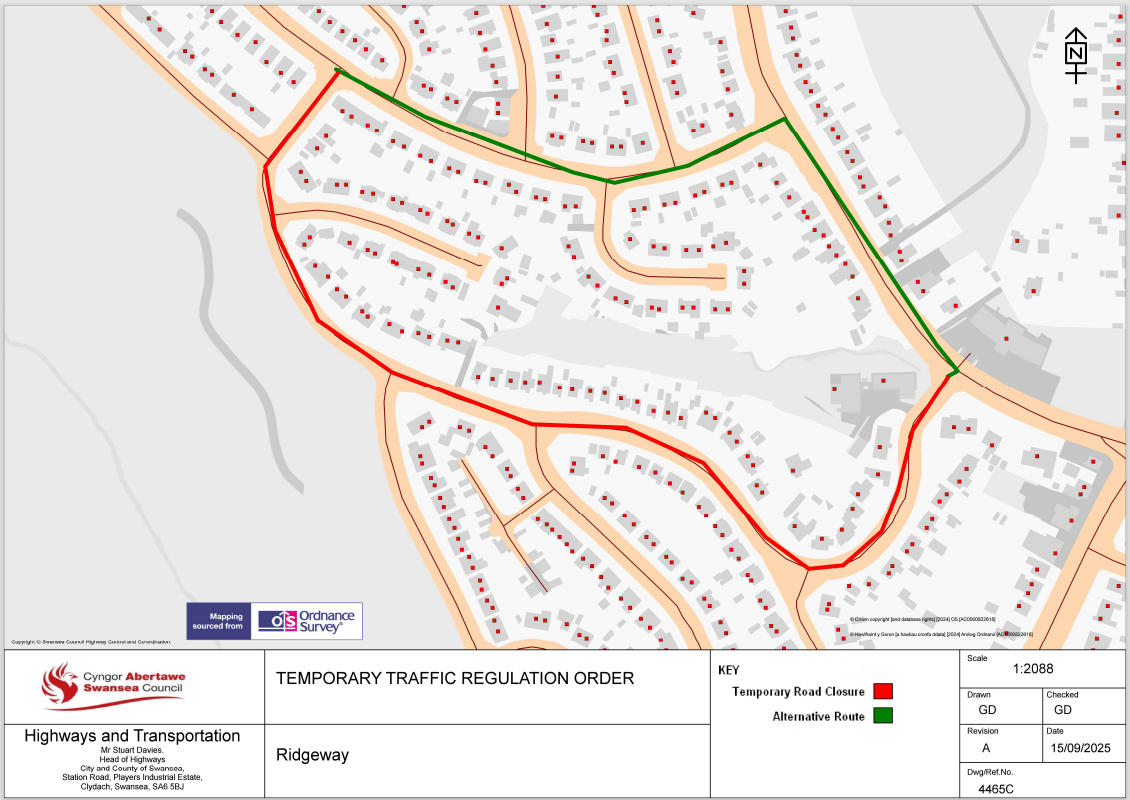 N
Mapping
sourced from
OS Ordnance
Survey
Copyright © Swansea Council Highway Control and Co-ordination.
© Crown copyright [and database rights] [2024] OS [AC0000822618]
© Hawlfraint y Goron [a hawliau cronfa ddata] [2024] Arolwg Ordnans [AC0000822618]
Cyngor Abertawe
Swansea Council
Highways and Transportation
Mr Stuart Davies.
Head of Highways
City and County of Swansea,
Station Road, Players Industrial Estate,
Clydach, Swansea, SA6 5BJ
TEMPORARY TRAFFIC REGULATION ORDER
Ridgeway
KEY
Temporary Road Closure
Alternative Route
Scale
1:2088
Drawn
GD
Checked
GD
Revision
A
Date
15/09/2025
Dwg/Ref.No.
4465C